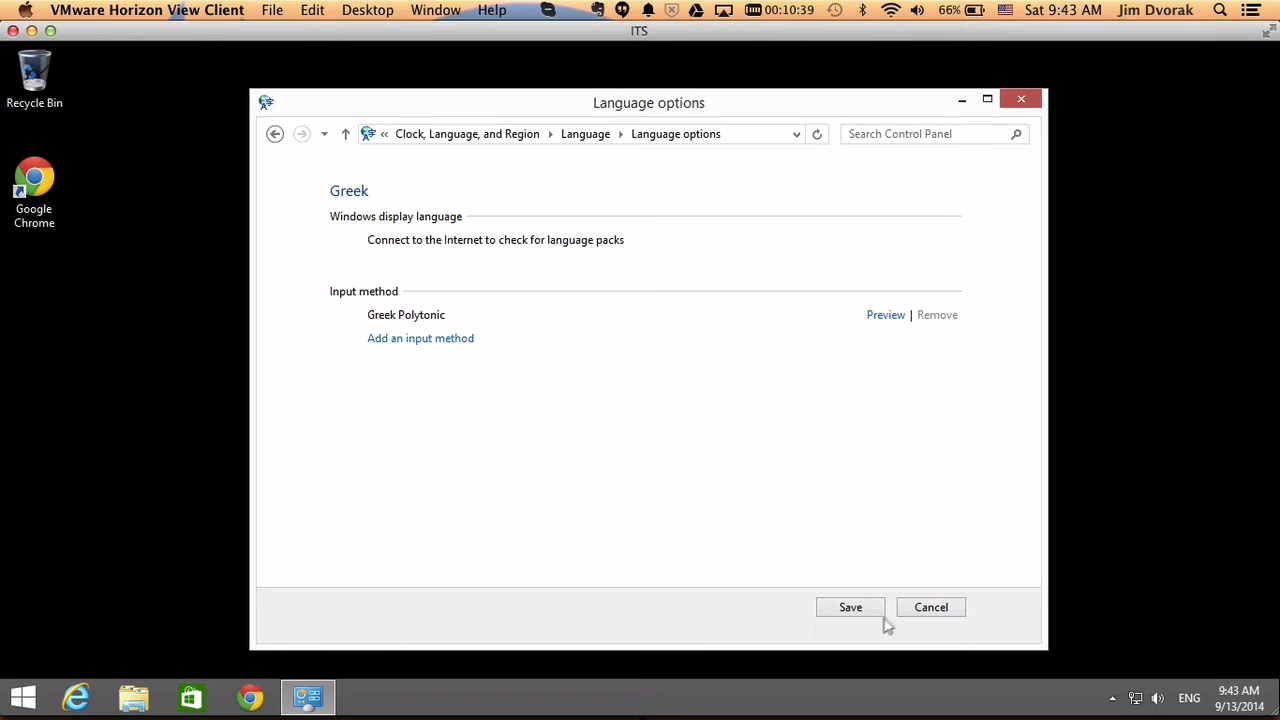 VMware Horizon View Client File Edit Desktop Window Help 00:10:39 66% Sat 9:43 AM Jim Dvorak
ITS
Recycle Bin
Google
Chrome
Language options
« Clock, Language, and Region Language Language options Search Control Panel
Greek
Windows display language
Connect to the Internet to check for language packs
Input method
Greek Polytonic Preview | Remove
Add an input method
Save Cancel
ENG 9:43 AM
9/13/2014